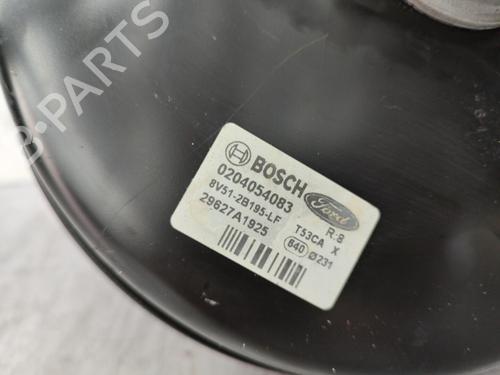 BOSCH
0204054083
8V51-2B195-LF
29627A1925
Ford
R:8
T53CA X
840 Ø231
B-PARTS